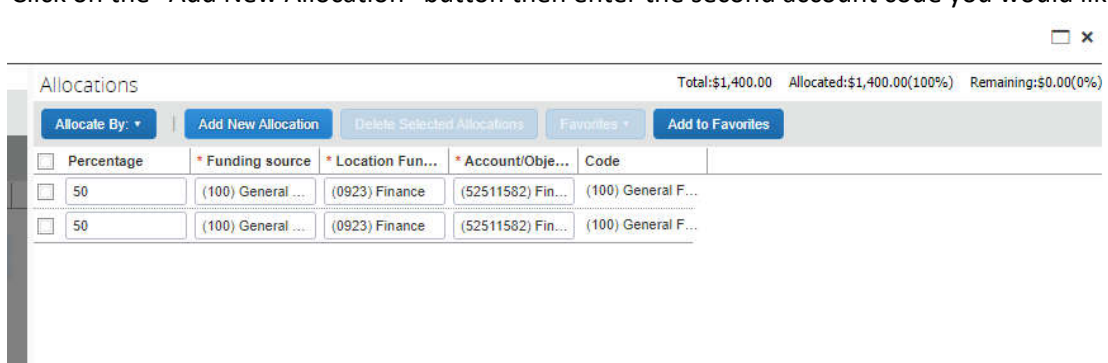 Click on the "Add New Allocation" button then enter the second account code you would lik
Allocations Total:$1,400.00 Allocated:$1,400.00(100%) Remaining:$0.00(0%)
Allocate By: Add New Allocation Delete Selected Allocations Favorites Add to Favorites
Percentage * Funding source * Location Fun... * Account/Obje... Code
50 (100) General ... (0923) Finance (52511582) Fin... (100) General F...
50 (100) General ... (0923) Finance (52511582) Fin... (100) General F...